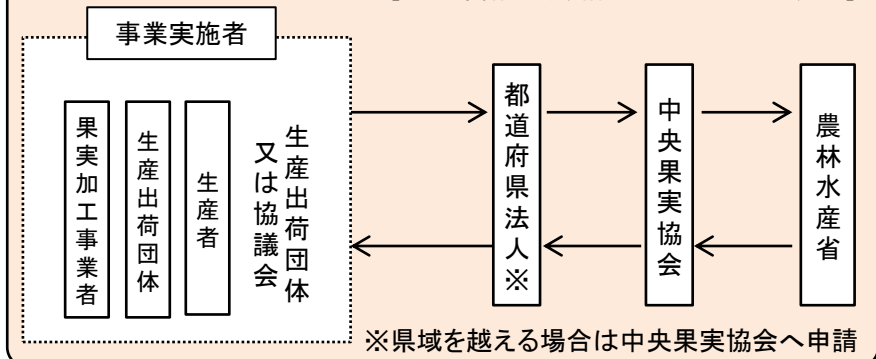 事業実施者
果実加工事業者
生産出荷団体
生産者
生産出荷団体
又は協議会
都道府県法人※
中央果実協会
農林水産省
※県域を越える場合は中央果実協会へ申請